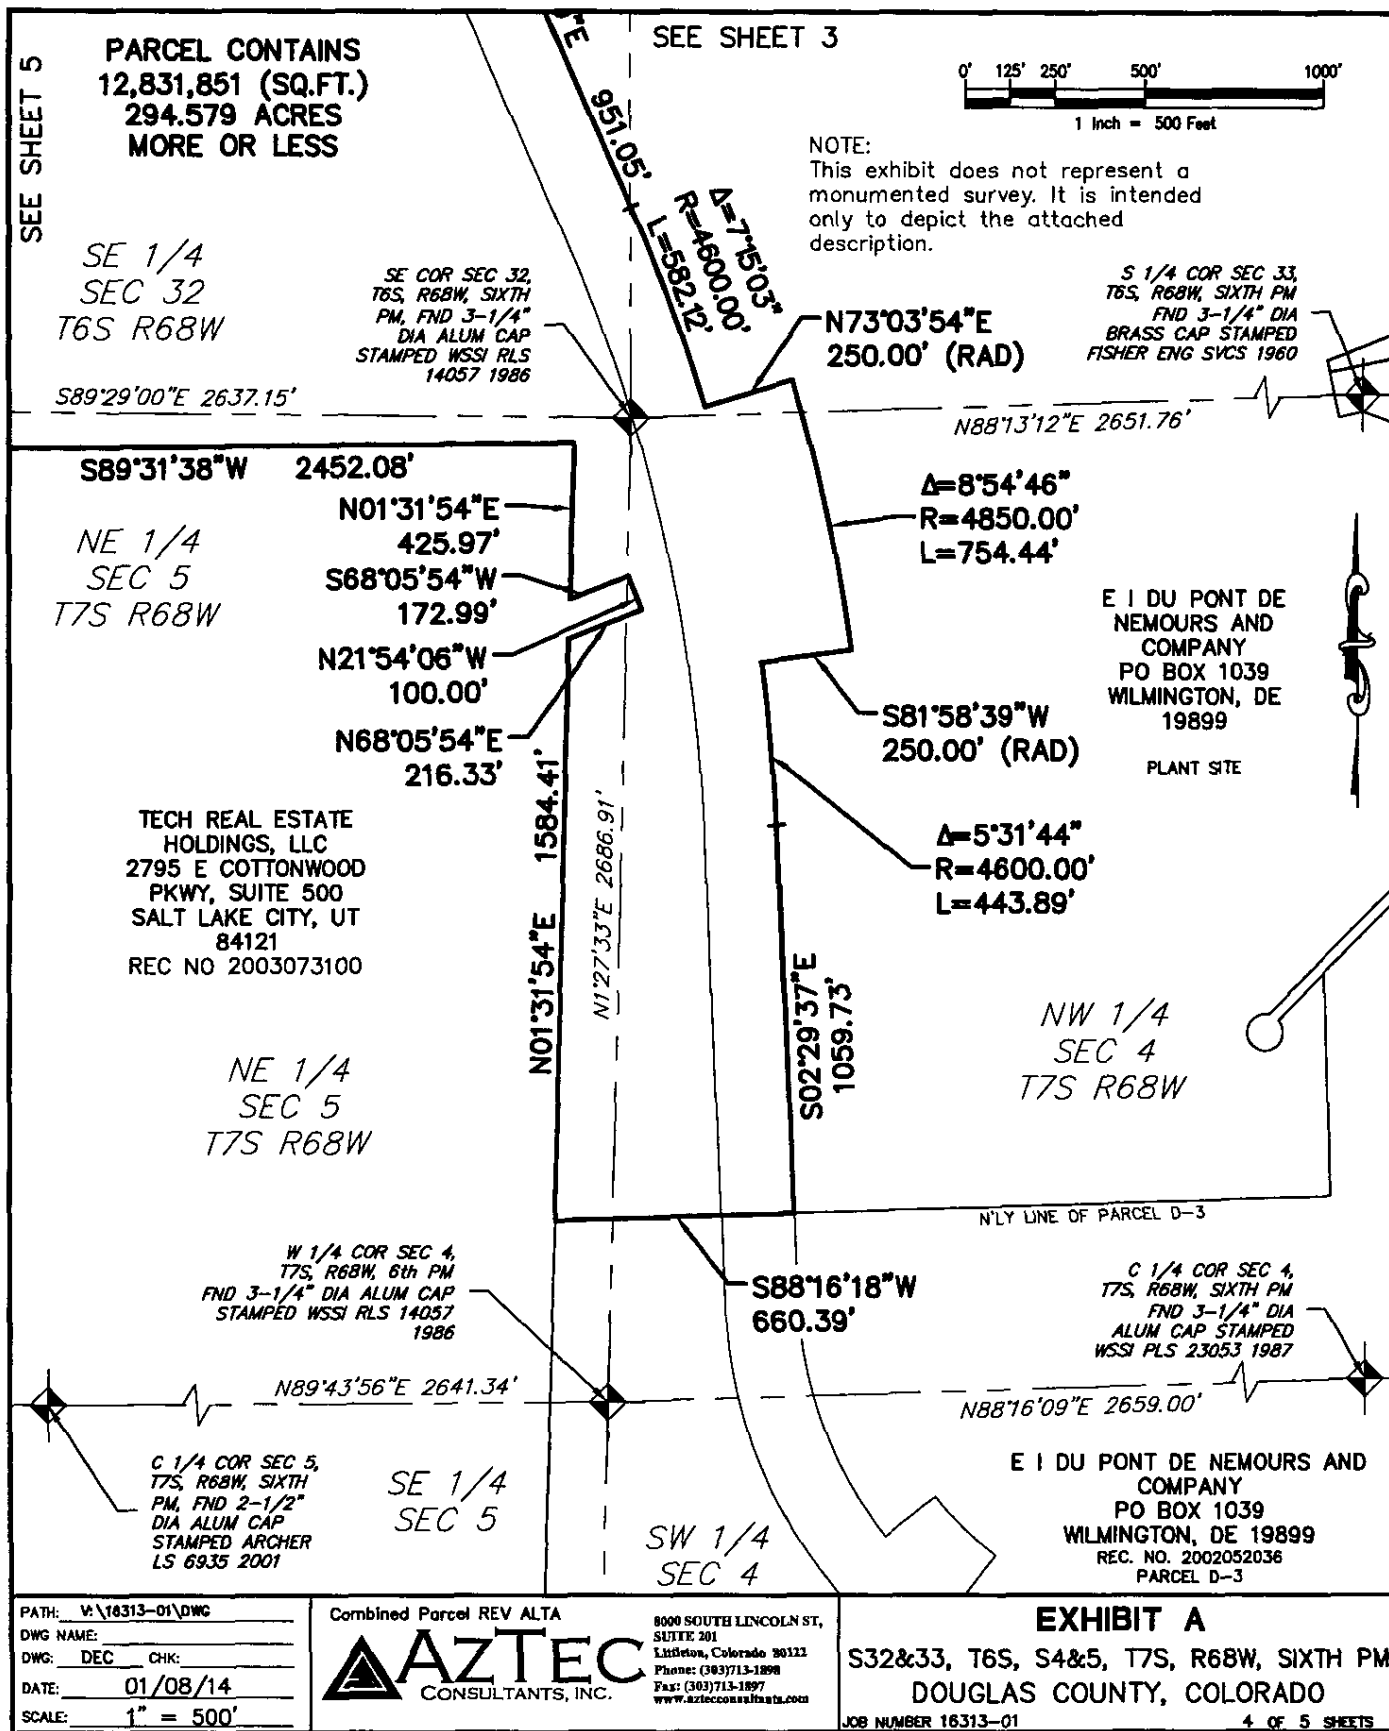 SEE SHEET 5
PARCEL CONTAINS
12,831,851 (SQ.FT.)
294.579 ACRES
MORE OR LESS
SEE SHEET 3
0' 125' 250' 500' 1000'
1 Inch = 500 Feet
NOTE:
This exhibit does not represent a
monumented survey. It is intended
only to depict the attached
description.
"E
951.05'
Δ=7°15'03"
R=4600.00'
L=582.12'
SE 1/4
SEC 32
T6S R68W
SE COR SEC 32,
T6S, R68W, SIXTH
PM, FND 3-1/4"
DIA ALUM CAP
STAMPED WSSI RLS
14057 1986
N73°03'54"E
250.00' (RAD)
S 1/4 COR SEC 33,
T6S, R68W, SIXTH PM
FND 3-1/4" DIA
BRASS CAP STAMPED
FISHER ENG SVCS 1960
S89°29'00"E 2637.15'
N88°13'12"E 2651.76'
S89°31'38"W 2452.08'
N01°31'54"E
425.97'
S68°05'54"W
172.99'
N21°54'06"W
100.00'
N68°05'54"E
216.33'
NE 1/4
SEC 5
T7S R68W
Δ=8°54'46"
R=4850.00'
L=754.44'
E I DU PONT DE
NEMOURS AND
COMPANY
PO BOX 1039
WILMINGTON, DE
19899
PLANT SITE
S81°58'39"W
250.00' (RAD)
TECH REAL ESTATE
HOLDINGS, LLC
2795 E COTTONWOOD
PKWY, SUITE 500
SALT LAKE CITY, UT
84121
REC NO 2003073100
N01°31'54"E 1584.41'
N1°27'33"E 2686.91'
Δ=5°31'44"
R=4600.00'
L=443.89'
S02°29'37"E
1059.73'
NW 1/4
SEC 4
T7S R68W
NE 1/4
SEC 5
T7S R68W
N'LY LINE OF PARCEL D-3
W 1/4 COR SEC 4,
T7S, R68W, 6th PM
FND 3-1/4" DIA ALUM CAP
STAMPED WSSI RLS 14057
1986
S88°16'18"W
660.39'
C 1/4 COR SEC 4,
T7S, R68W, SIXTH PM
FND 3-1/4" DIA
ALUM CAP STAMPED
WSSI PLS 23053 1987
N89°43'56"E 2641.34'
N88°16'09"E 2659.00'
C 1/4 COR SEC 5,
T7S, R68W, SIXTH
PM, FND 2-1/2"
DIA ALUM CAP
STAMPED ARCHER
LS 6935 2001
SE 1/4
SEC 5
SW 1/4
SEC 4
E I DU PONT DE NEMOURS AND
COMPANY
PO BOX 1039
WILMINGTON, DE 19899
REC. NO. 2002052036
PARCEL D-3
PATH: V:\16313-01\DWG
DWG NAME:
DWG: DEC CHK:
DATE: 01/08/14
SCALE: 1" = 500'
Combined Parcel REV ALTA
AZTEC
CONSULTANTS, INC.
8000 SOUTH LINCOLN ST,
SUITE 201
Littleton, Colorado 80122
Phone: (303)713-1898
Fax: (303)713-1897
www.aztecconsultants.com
EXHIBIT A
S32&33, T6S, S4&5, T7S, R68W, SIXTH PM
DOUGLAS COUNTY, COLORADO
JOB NUMBER 16313-01 4 OF 5 SHEETS